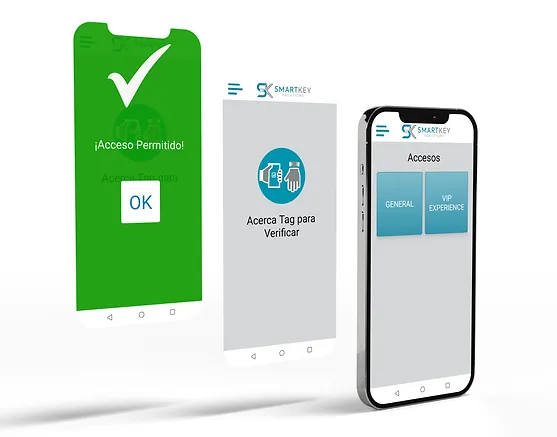 ¡Acceso Permitido!
Acerca Tag para
OK
SMARTKEY
Acerca Tag para
Verificar
SMARTKEY
Accesos
GENERAL
VIP
EXPERIENCE